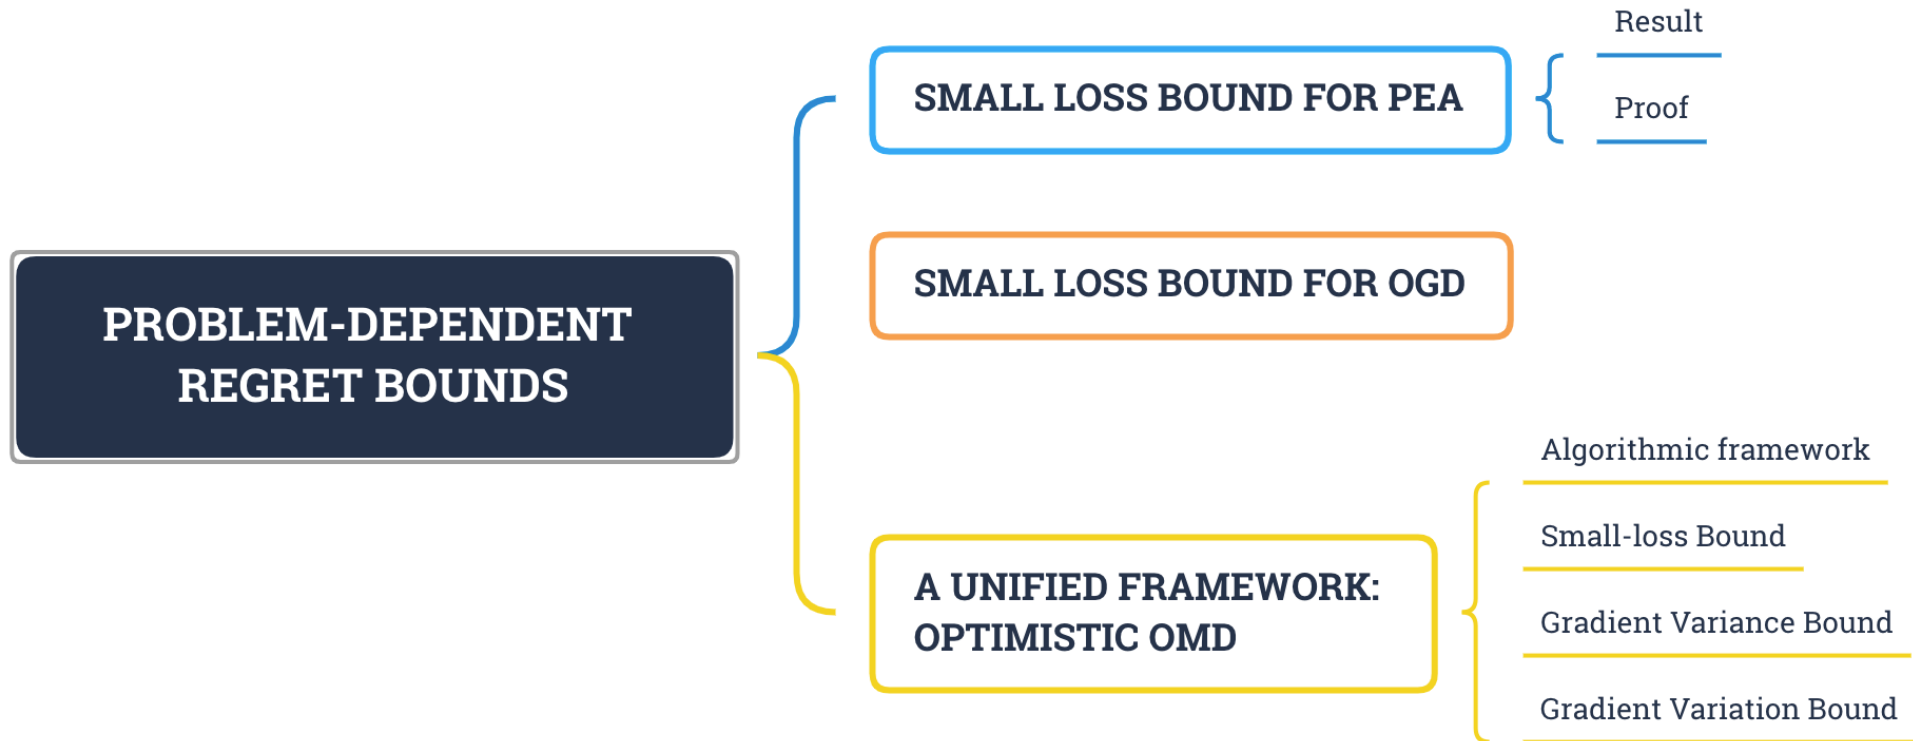 PROBLEM-DEPENDENT
REGRET BOUNDS
SMALL LOSS BOUND FOR PEA
Result
Proof
SMALL LOSS BOUND FOR OGD
A UNIFIED FRAMEWORK:
OPTIMISTIC OMD
Algorithmic framework
Small-loss Bound
Gradient Variance Bound
Gradient Variation Bound